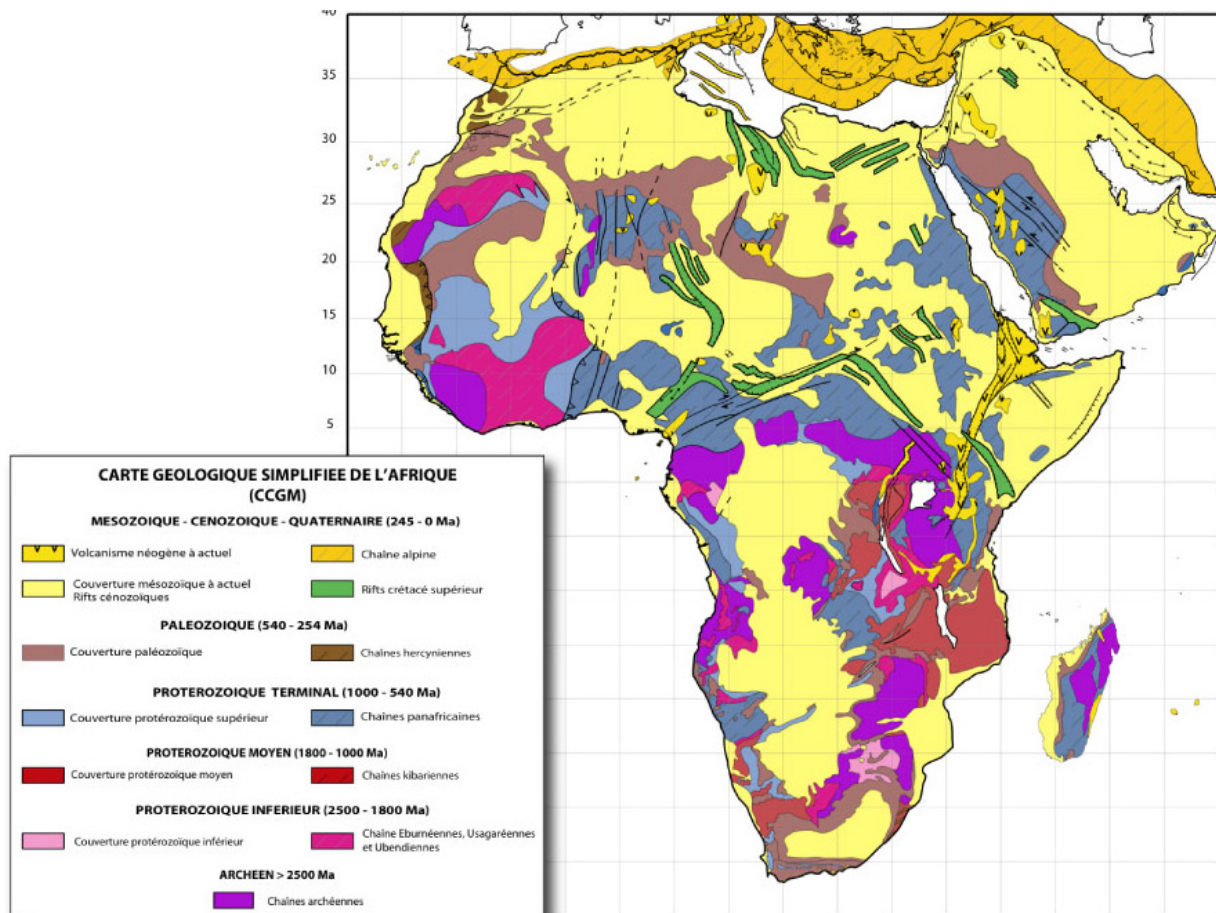 40
35
30
25
20
15
10
5
CARTE GEOLOGIQUE SIMPLIFIEE DE L'AFRIQUE
(CCGM)
MESOZOIQUE - CENOZOIQUE - QUATERNAIRE (245 - 0 Ma)
Volcanisme néogène à actuel
Chaîne alpine
Couverture mésozoïque à actuel
Rifts cénozoïques
Rifts crétacé supérieur
PALEOZOIQUE (540 - 254 Ma)
Couverture paléozoïque
Chaînes hercyniennes
PROTEROZOIQUE TERMINAL (1000 - 540 Ma)
Couverture protérozoïque supérieur
Chaînes panafricaines
PROTEROZOIQUE MOYEN (1800 - 1000 Ma)
Couverture protérozoïque moyen
Chaînes kibariennes
PROTEROZOIQUE INFERIEUR (2500 - 1800 Ma)
Couverture protérozoïque inférieur
Chaîne Eburnéennes, Usagaréennes
et Ubendiennes
ARCHEEN > 2500 Ma
Chaînes archéennes